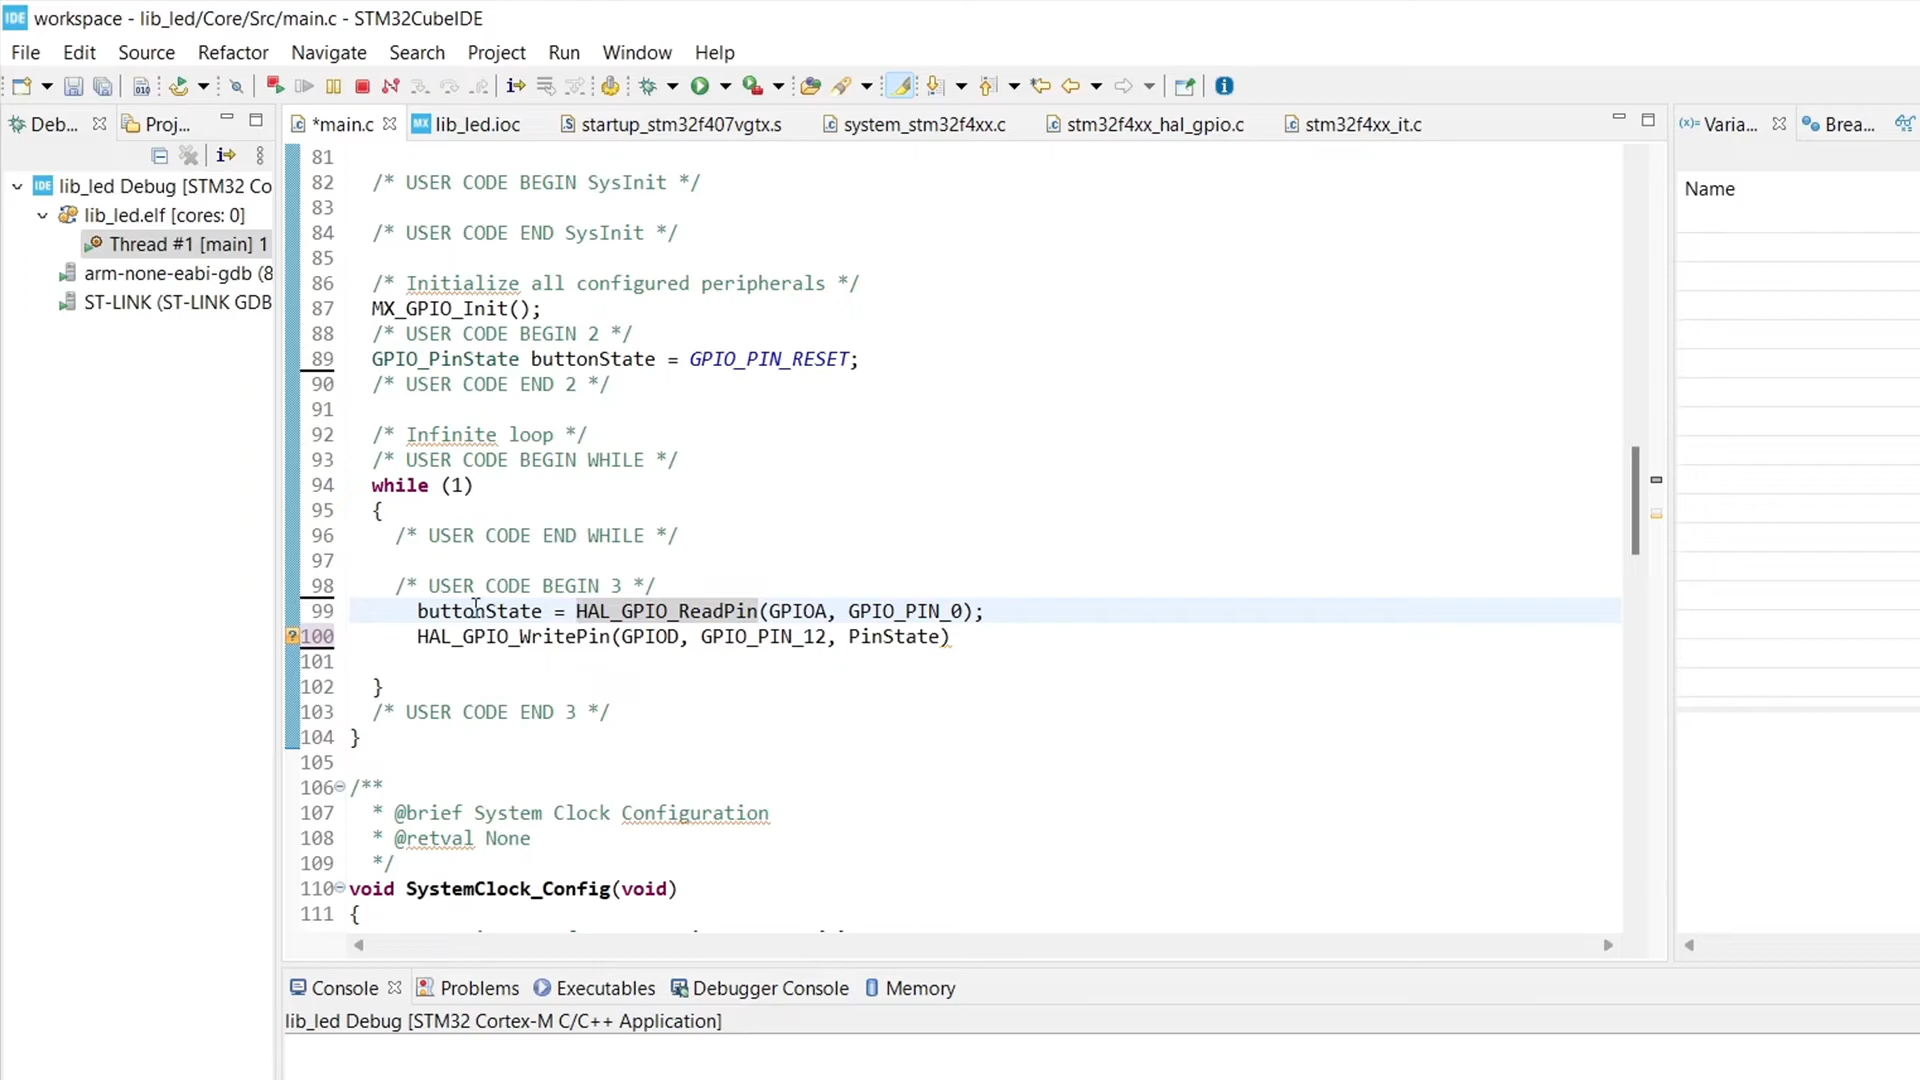 IDE workspace - lib_led/Core/Src/main.c - STM32CubeIDE
File Edit Source Refactor Navigate Search Project Run Window Help
010
Deb... Proj...
*main.c MX lib_led.ioc startup_stm32f407vgtx.s system_stm32f4xx.c stm32f4xx_hal_gpio.c stm32f4xx_it.c
(x)= Varia... Brea...
IDE lib_led Debug [STM32 Co
lib_led.elf [cores: 0]
Thread #1 [main] 1
arm-none-eabi-gdb (8
ST-LINK (ST-LINK GDB
81
82 /* USER CODE BEGIN SysInit */
83
84 /* USER CODE END SysInit */
85
86 /* Initialize all configured peripherals */
87 MX_GPIO_Init();
88 /* USER CODE BEGIN 2 */
89 GPIO_PinState buttonState = GPIO_PIN_RESET;
90 /* USER CODE END 2 */
91
92 /* Infinite loop */
93 /* USER CODE BEGIN WHILE */
94 while (1)
95 {
96 /* USER CODE END WHILE */
97
98 /* USER CODE BEGIN 3 */
99 buttonState = HAL_GPIO_ReadPin(GPIOA, GPIO_PIN_0);
100 HAL_GPIO_WritePin(GPIOD, GPIO_PIN_12, PinState)
101
102 }
103 /* USER CODE END 3 */
104 }
105
106 /**
107 * @brief System Clock Configuration
108 * @retval None
109 */
110 void SystemClock_Config(void)
111 {
Name
Console Problems Executables Debugger Console Memory
lib_led Debug [STM32 Cortex-M C/C++ Application]